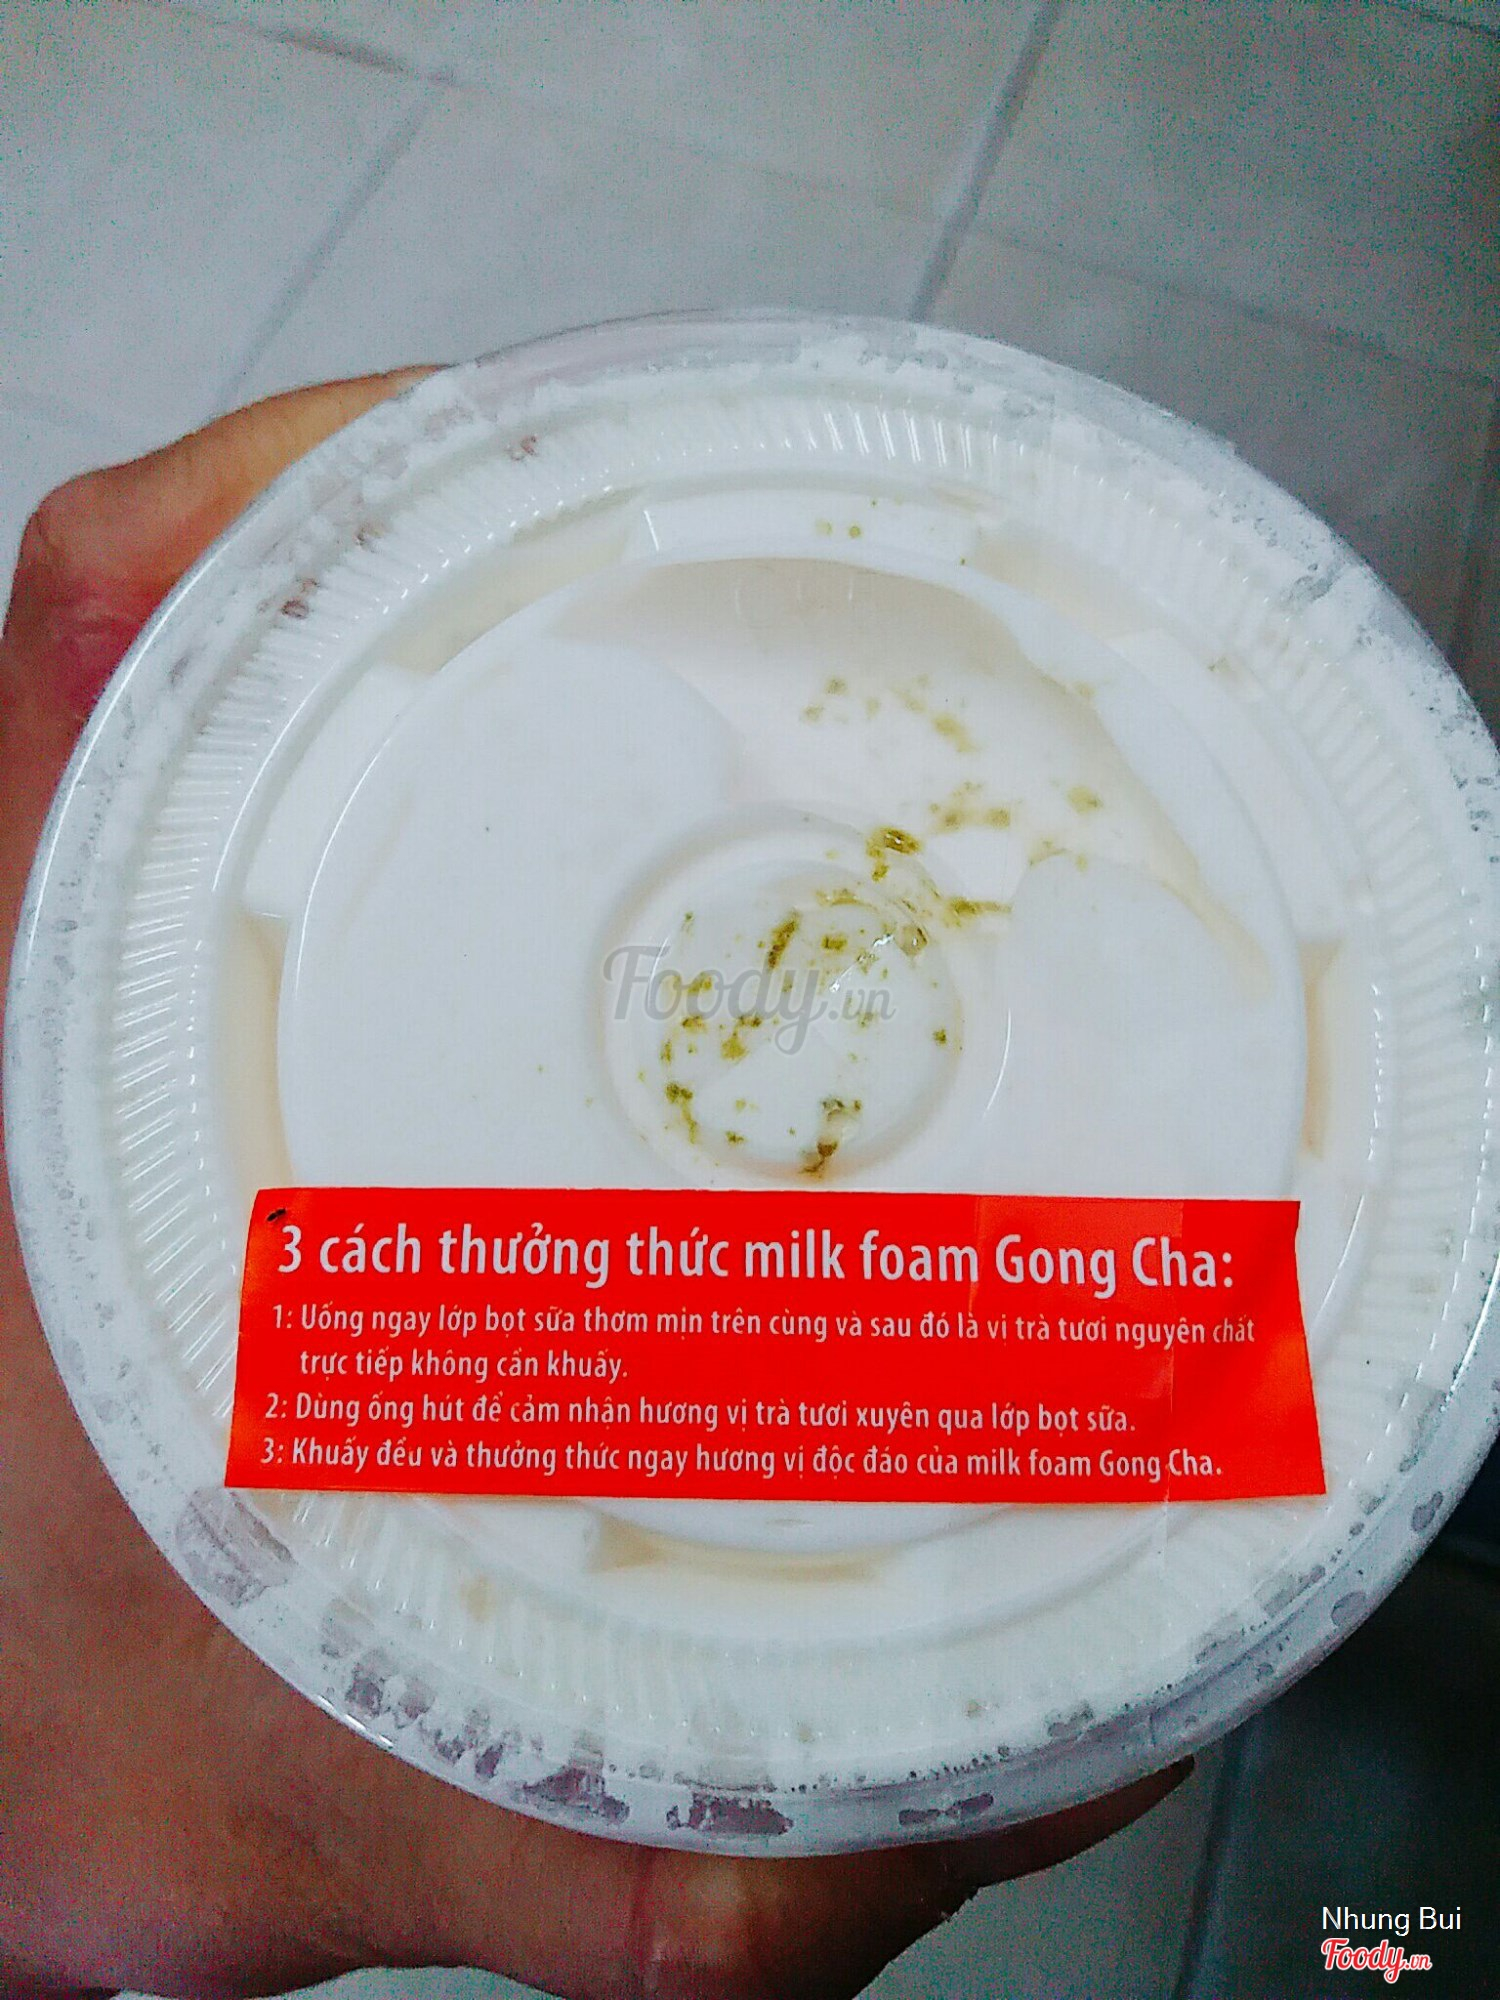 Foody.vn
3 cách thưởng thức milk foam Gong Cha:
1: Uống ngay lớp bọt sữa thơm mịn trên cùng và sau đó là vị trà tươi nguyên chất
trực tiếp không cần khuấy.
2: Dùng ống hút để cảm nhận hương vị trà tươi xuyên qua lớp bọt sữa.
3: Khuấy đều và thưởng thức ngay hương vị độc đáo của milk foam Gong Cha.
Nhung Bui
Foody.vn